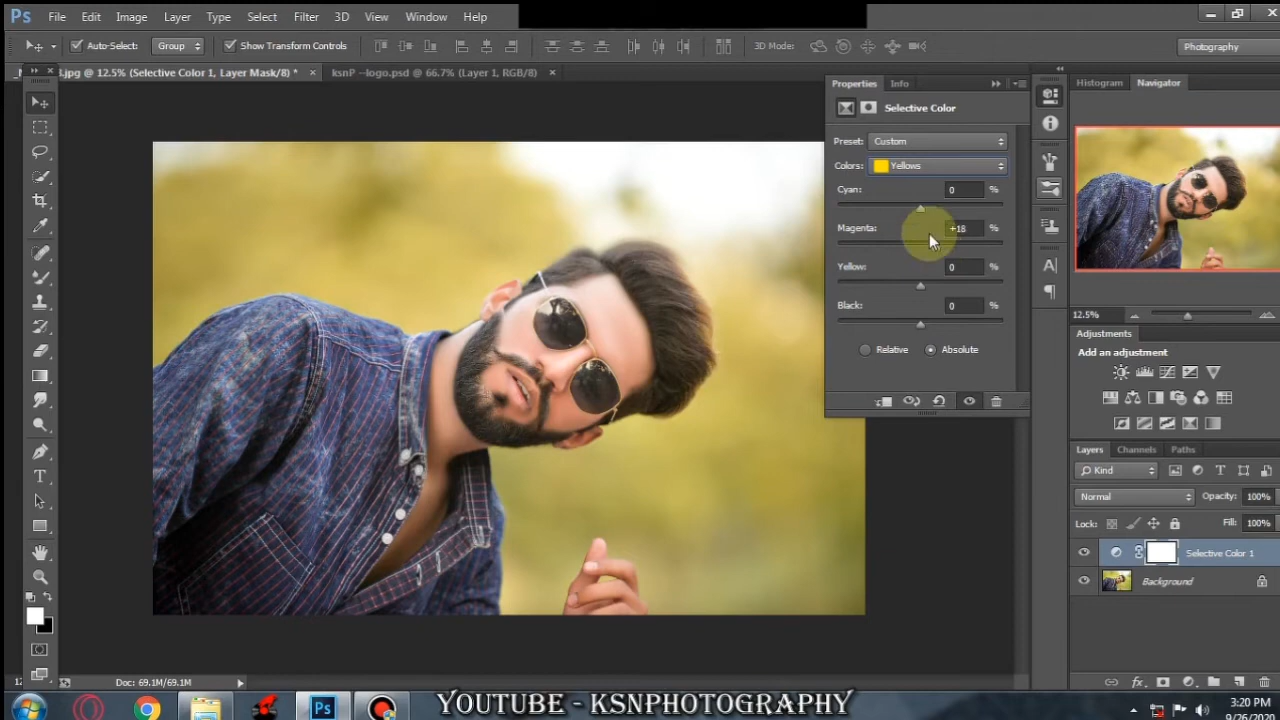 Ps File Edit Image Layer Type Select Filter 3D View Window Help
Auto-Select: Group Show Transform Controls 3D Mode: Photography
.jpg @ 12.5% (Selective Color 1, Layer Mask/8) * × ksnP --logo.psd @ 66.7% (Layer 1, RGB/8) ×
Properties Info
Histogram Navigator
Selective Color
Preset: Custom
Colors: Yellows
Cyan: 0 %
Magenta: +18 %
Yellow: 0 %
Black: 0 %
Relative Absolute
12.5%
Adjustments
Add an adjustment
Layers Channels Paths
Kind
Normal Opacity: 100%
Lock: Fill: 100%
Selective Color 1
Background
Doc: 69.1M/69.1M
YOUTUBE - KSNPHOTOGRAPHY
3:20 PM